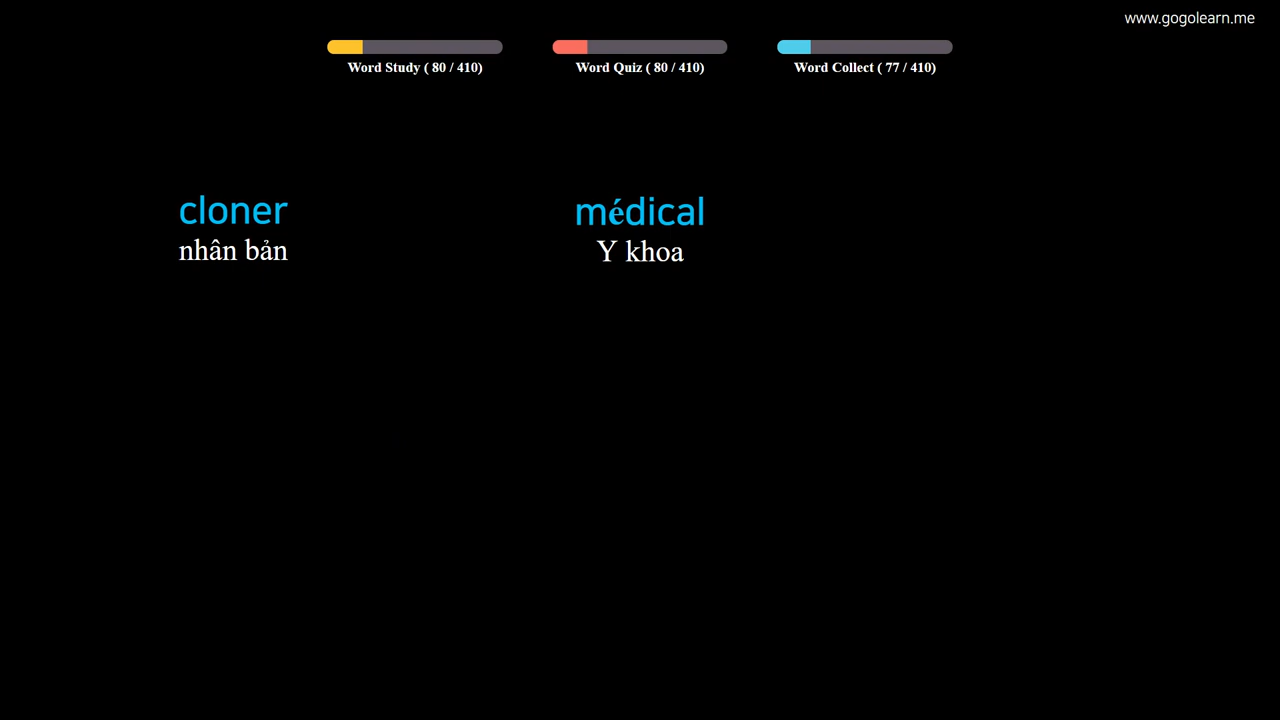 www.gogolearn.me
Word Study ( 80 / 410)
Word Quiz ( 80 / 410)
Word Collect ( 77 / 410)
cloner
nhân bản
médical
Y khoa